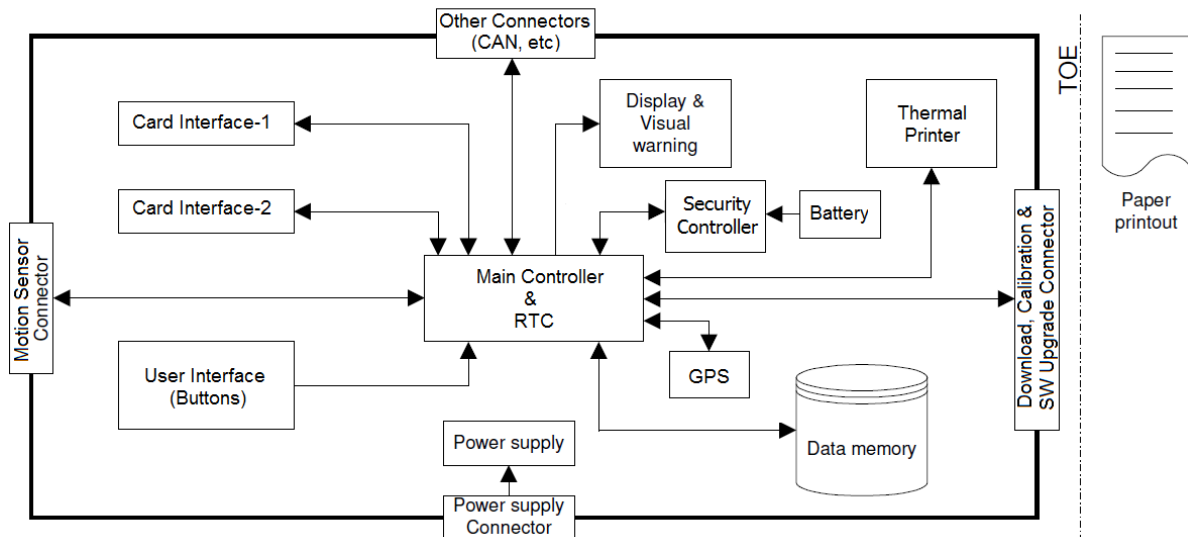 Other Connectors
(CAN, etc)
TOE
Card Interface-1
Display &
Visual
warning
Thermal
Printer
Card Interface-2
Security
Controller
Battery
Paper
printout
Motion Sensor
Connector
Main Controller
&
RTC
Download, Calibration &
SW Upgrade Connector
User Interface
(Buttons)
GPS
Power supply
Data memory
Power supply
Connector